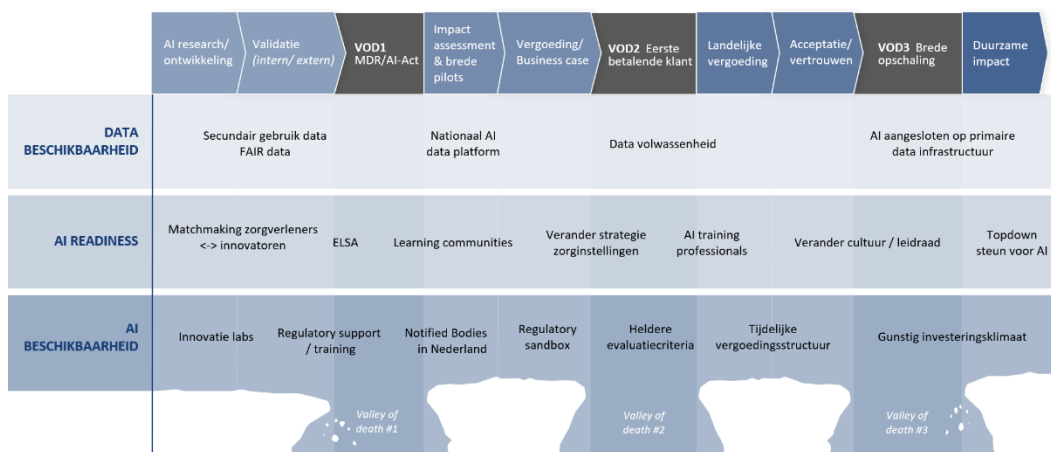 AI research/
ontwikkeling
Validatie
(intern/ extern)
VOD1
MDR/AI-Act
Impact
assessment
& brede
pilots
Vergoeding/
Business case
VOD2 Eerste
betalende klant
Landelijke
vergoeding
Acceptatie/
vertrouwen
VOD3 Brede
opschaling
Duurzame
impact
DATA
BESCHIKBAARHEID
Secundair gebruik data
FAIR data
Nationaal AI
data platform
Data volwassenheid
AI aangesloten op primaire
data infrastructuur
AI READINESS
Matchmaking zorgverleners
<-> innovatoren
ELSA
Learning communities
Verander strategie
zorginstellingen
AI training
professionals
Verander cultuur / leidraad
Topdown
steun voor AI
AI
BESCHIKBAARHEID
Innovatie labs
Regulatory support
/ training
Notified Bodies
in Nederland
Regulatory
sandbox
Heldere
evaluatiecriteria
Tijdelijke
vergoedingsstructuur
Gunstig investeringsklimaat
Valley of
death #1
Valley of
death #2
Valley of
death #3